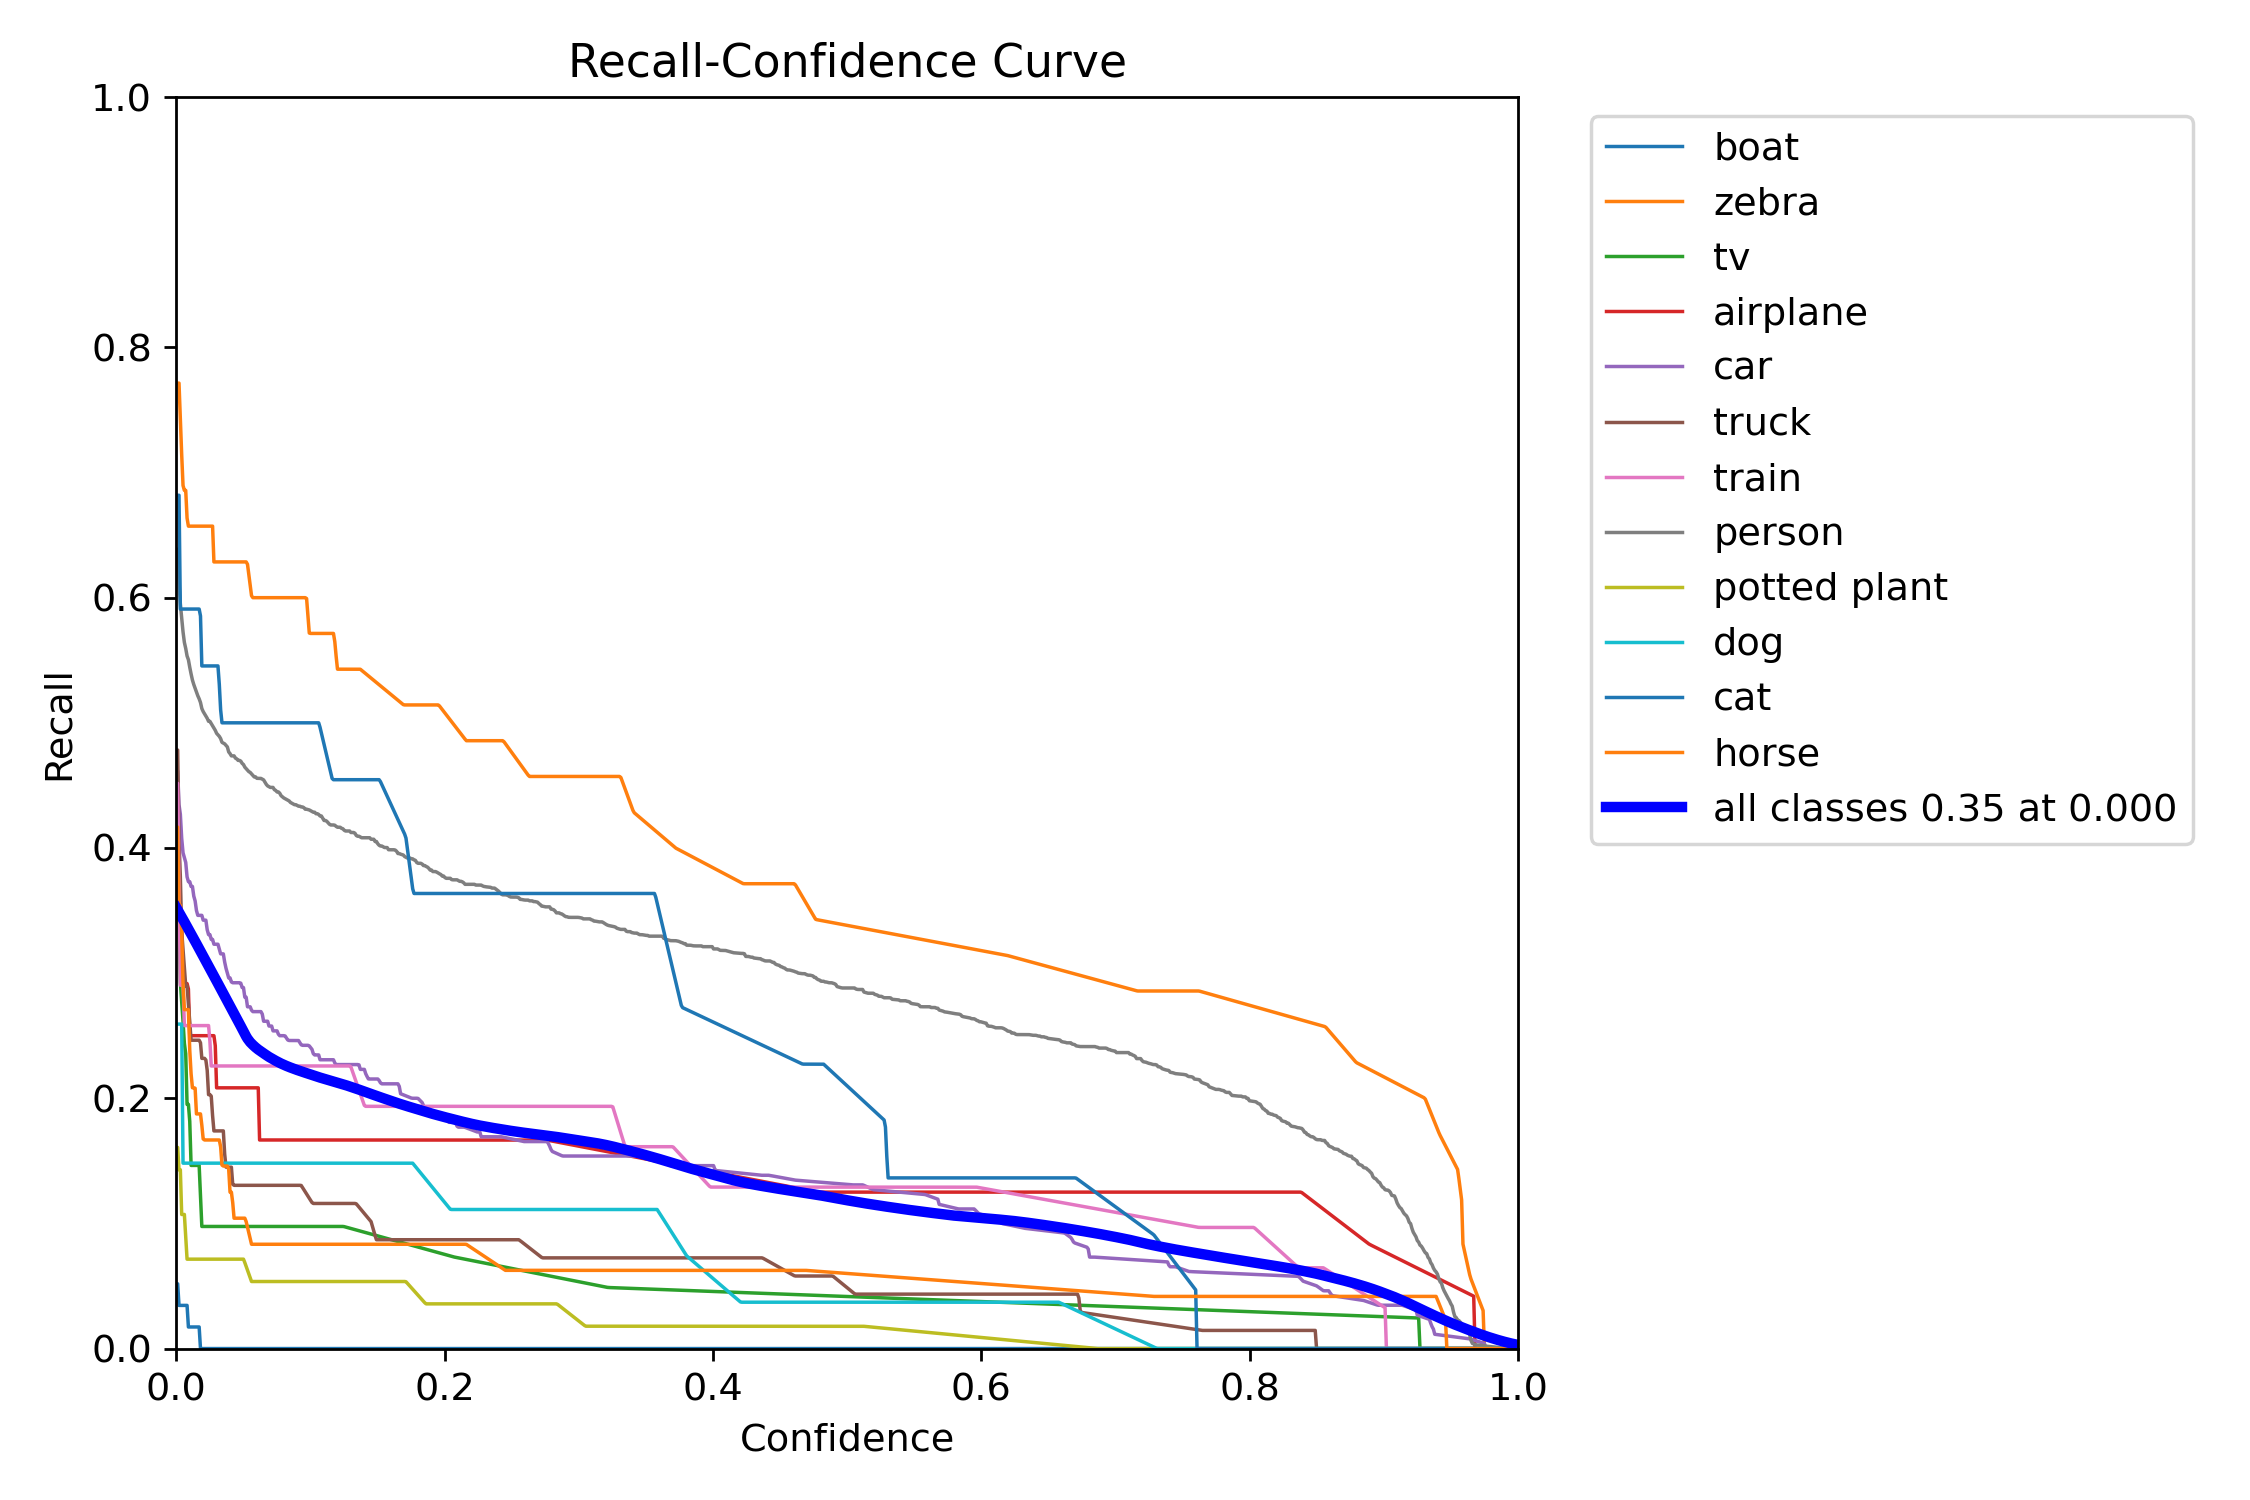 Recall-Confidence Curve
1.0
0.8
0.6
0.4
0.2
0.0
Recall
0.0 0.2 0.4 0.6 0.8 1.0
Confidence
boat
zebra
tv
airplane
car
truck
train
person
potted plant
dog
cat
horse
all classes 0.35 at 0.000